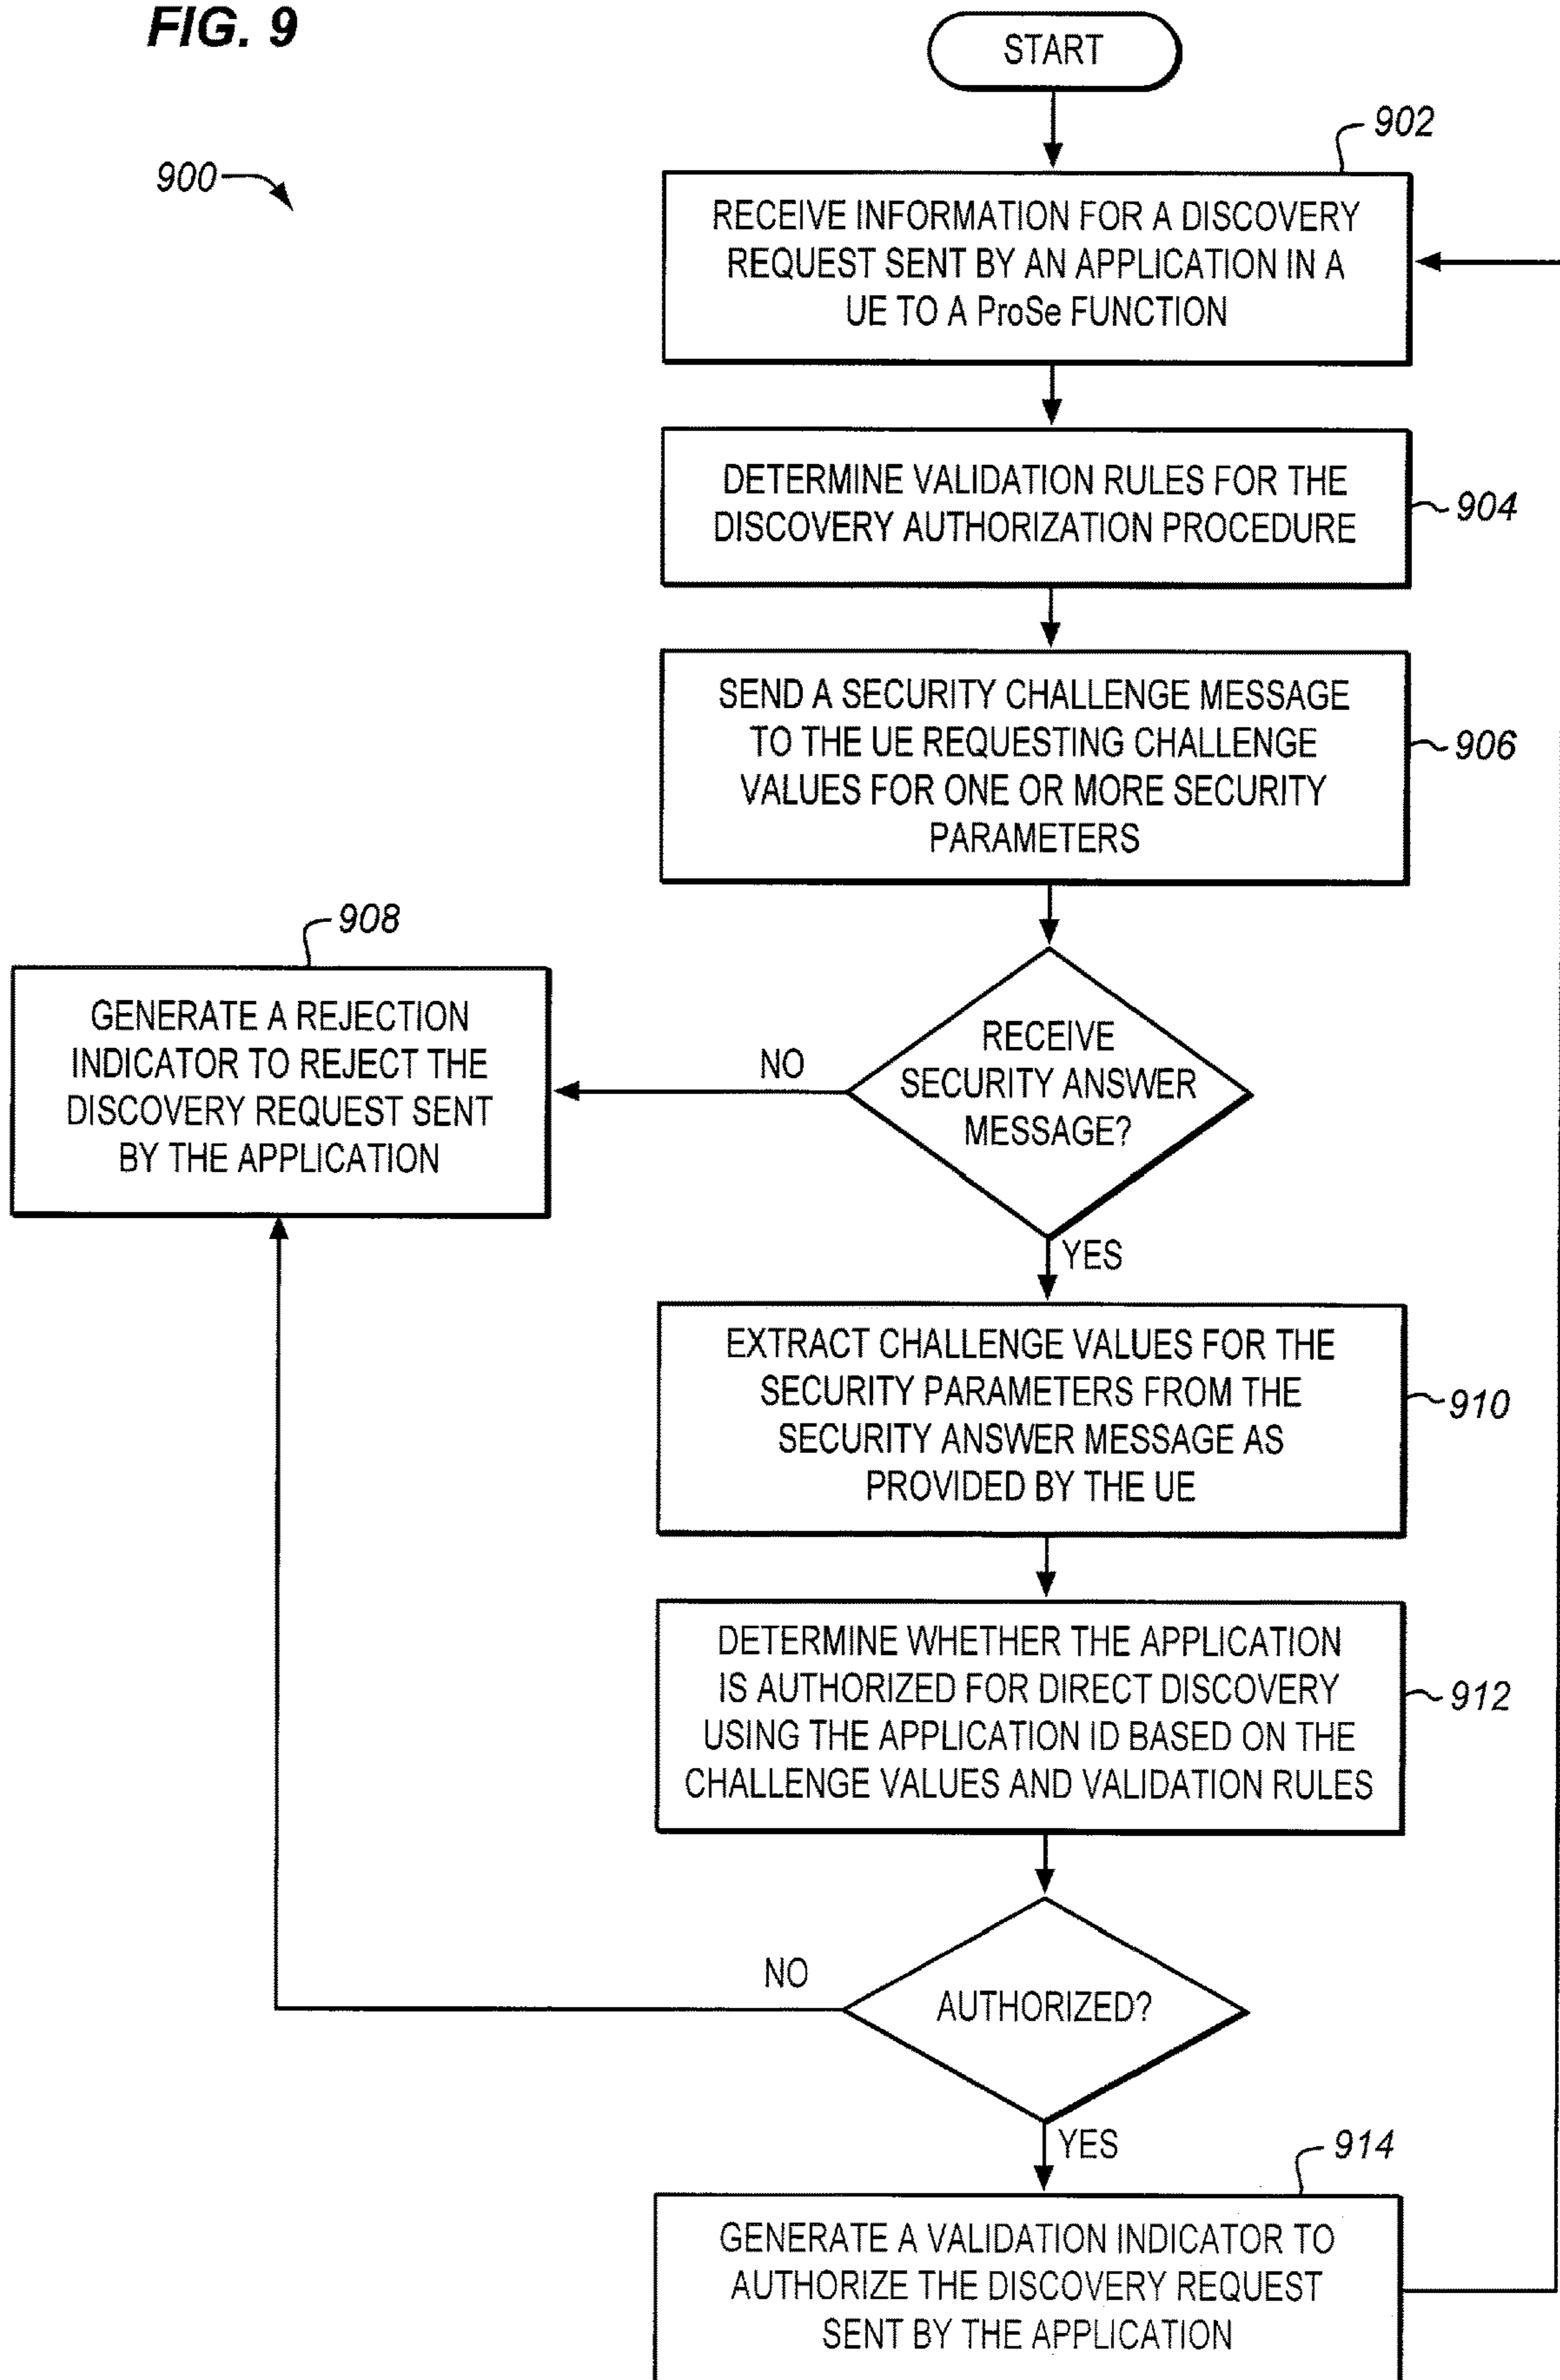 FIG. 9
START
900
902
RECEIVE INFORMATION FOR A DISCOVERY
REQUEST SENT BY AN APPLICATION IN A
UE TO A ProSe FUNCTION
DETERMINE VALIDATION RULES FOR THE
DISCOVERY AUTHORIZATION PROCEDURE
904
SEND A SECURITY CHALLENGE MESSAGE
TO THE UE REQUESTING CHALLENGE
VALUES FOR ONE OR MORE SECURITY
PARAMETERS
906
908
GENERATE A REJECTION
INDICATOR TO REJECT THE
DISCOVERY REQUEST SENT
BY THE APPLICATION
NO
RECEIVE
SECURITY ANSWER
MESSAGE?
YES
EXTRACT CHALLENGE VALUES FOR THE
SECURITY PARAMETERS FROM THE
SECURITY ANSWER MESSAGE AS
PROVIDED BY THE UE
910
DETERMINE WHETHER THE APPLICATION
IS AUTHORIZED FOR DIRECT DISCOVERY
USING THE APPLICATION ID BASED ON THE
CHALLENGE VALUES AND VALIDATION RULES
912
NO
AUTHORIZED?
YES
914
GENERATE A VALIDATION INDICATOR TO
AUTHORIZE THE DISCOVERY REQUEST
SENT BY THE APPLICATION